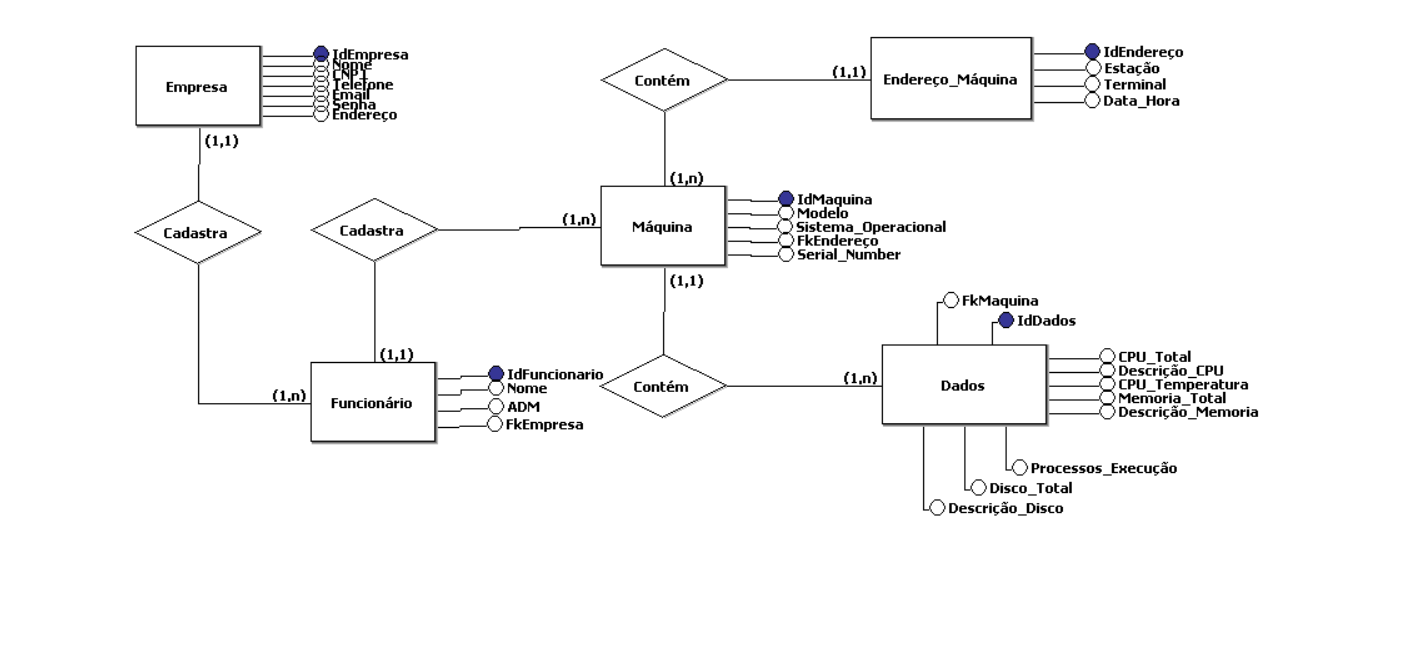 Empresa
IdEmpresa
Nome
CNPJ
Telefone
Email
Senha
Endereço
(1,1)
Cadastra
(1,n)
Funcionário
IdFuncionario
Nome
ADM
FkEmpresa
(1,1)
Cadastra
(1,n)
Máquina
IdMaquina
Modelo
Sistema_Operacional
FkEndereço
Serial_Number
(1,n)
Contém
(1,1)
Endereço_Máquina
IdEndereço
Estação
Terminal
Data_Hora
(1,1)
Contém
(1,n)
Dados
FkMaquina
IdDados
CPU_Total
Descrição_CPU
CPU_Temperatura
Memoria_Total
Descrição_Memoria
Processos_Execução
Disco_Total
Descrição_Disco